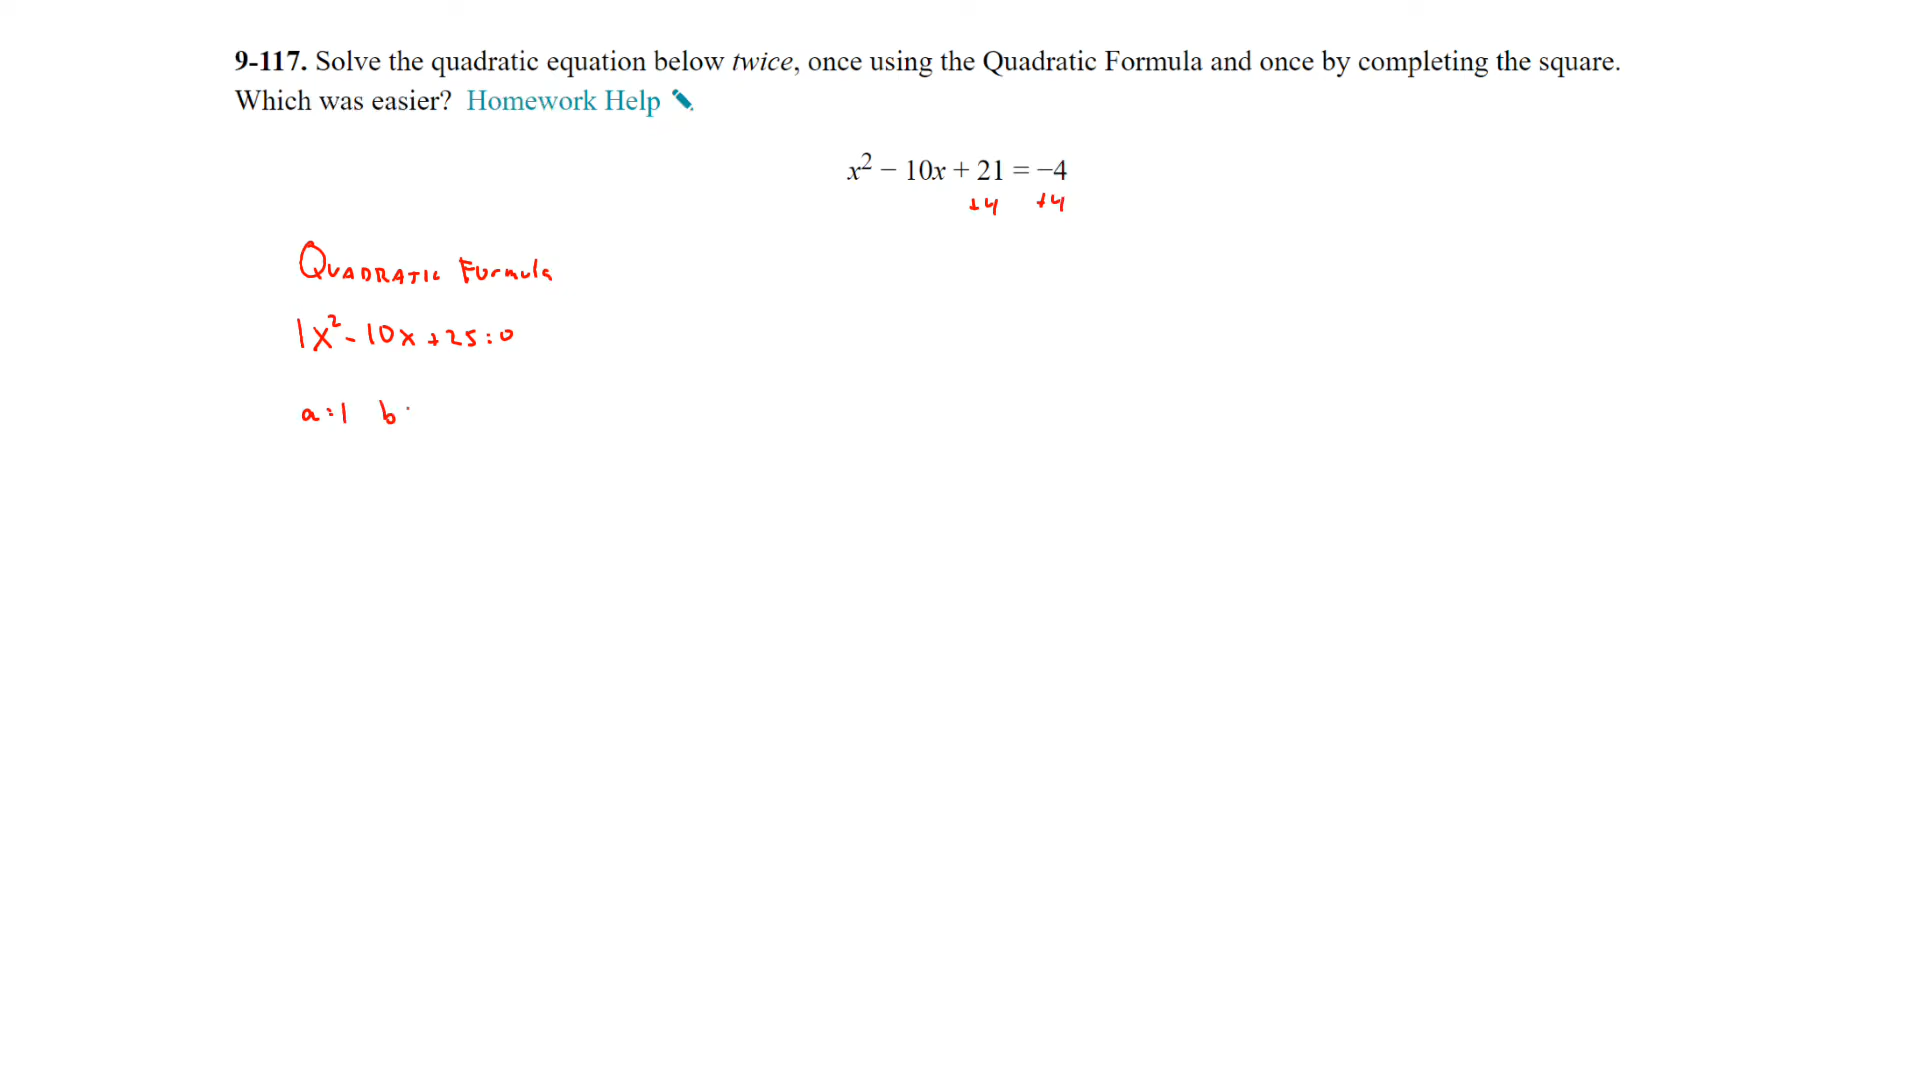 9-117. Solve the quadratic equation below twice, once using the Quadratic Formula and once by completing the square.
Which was easier? Homework Help
x² − 10x + 21 = −4
+4 +4
QUADRATIC Formula
1x² - 10x + 25 = 0
a = 1 b